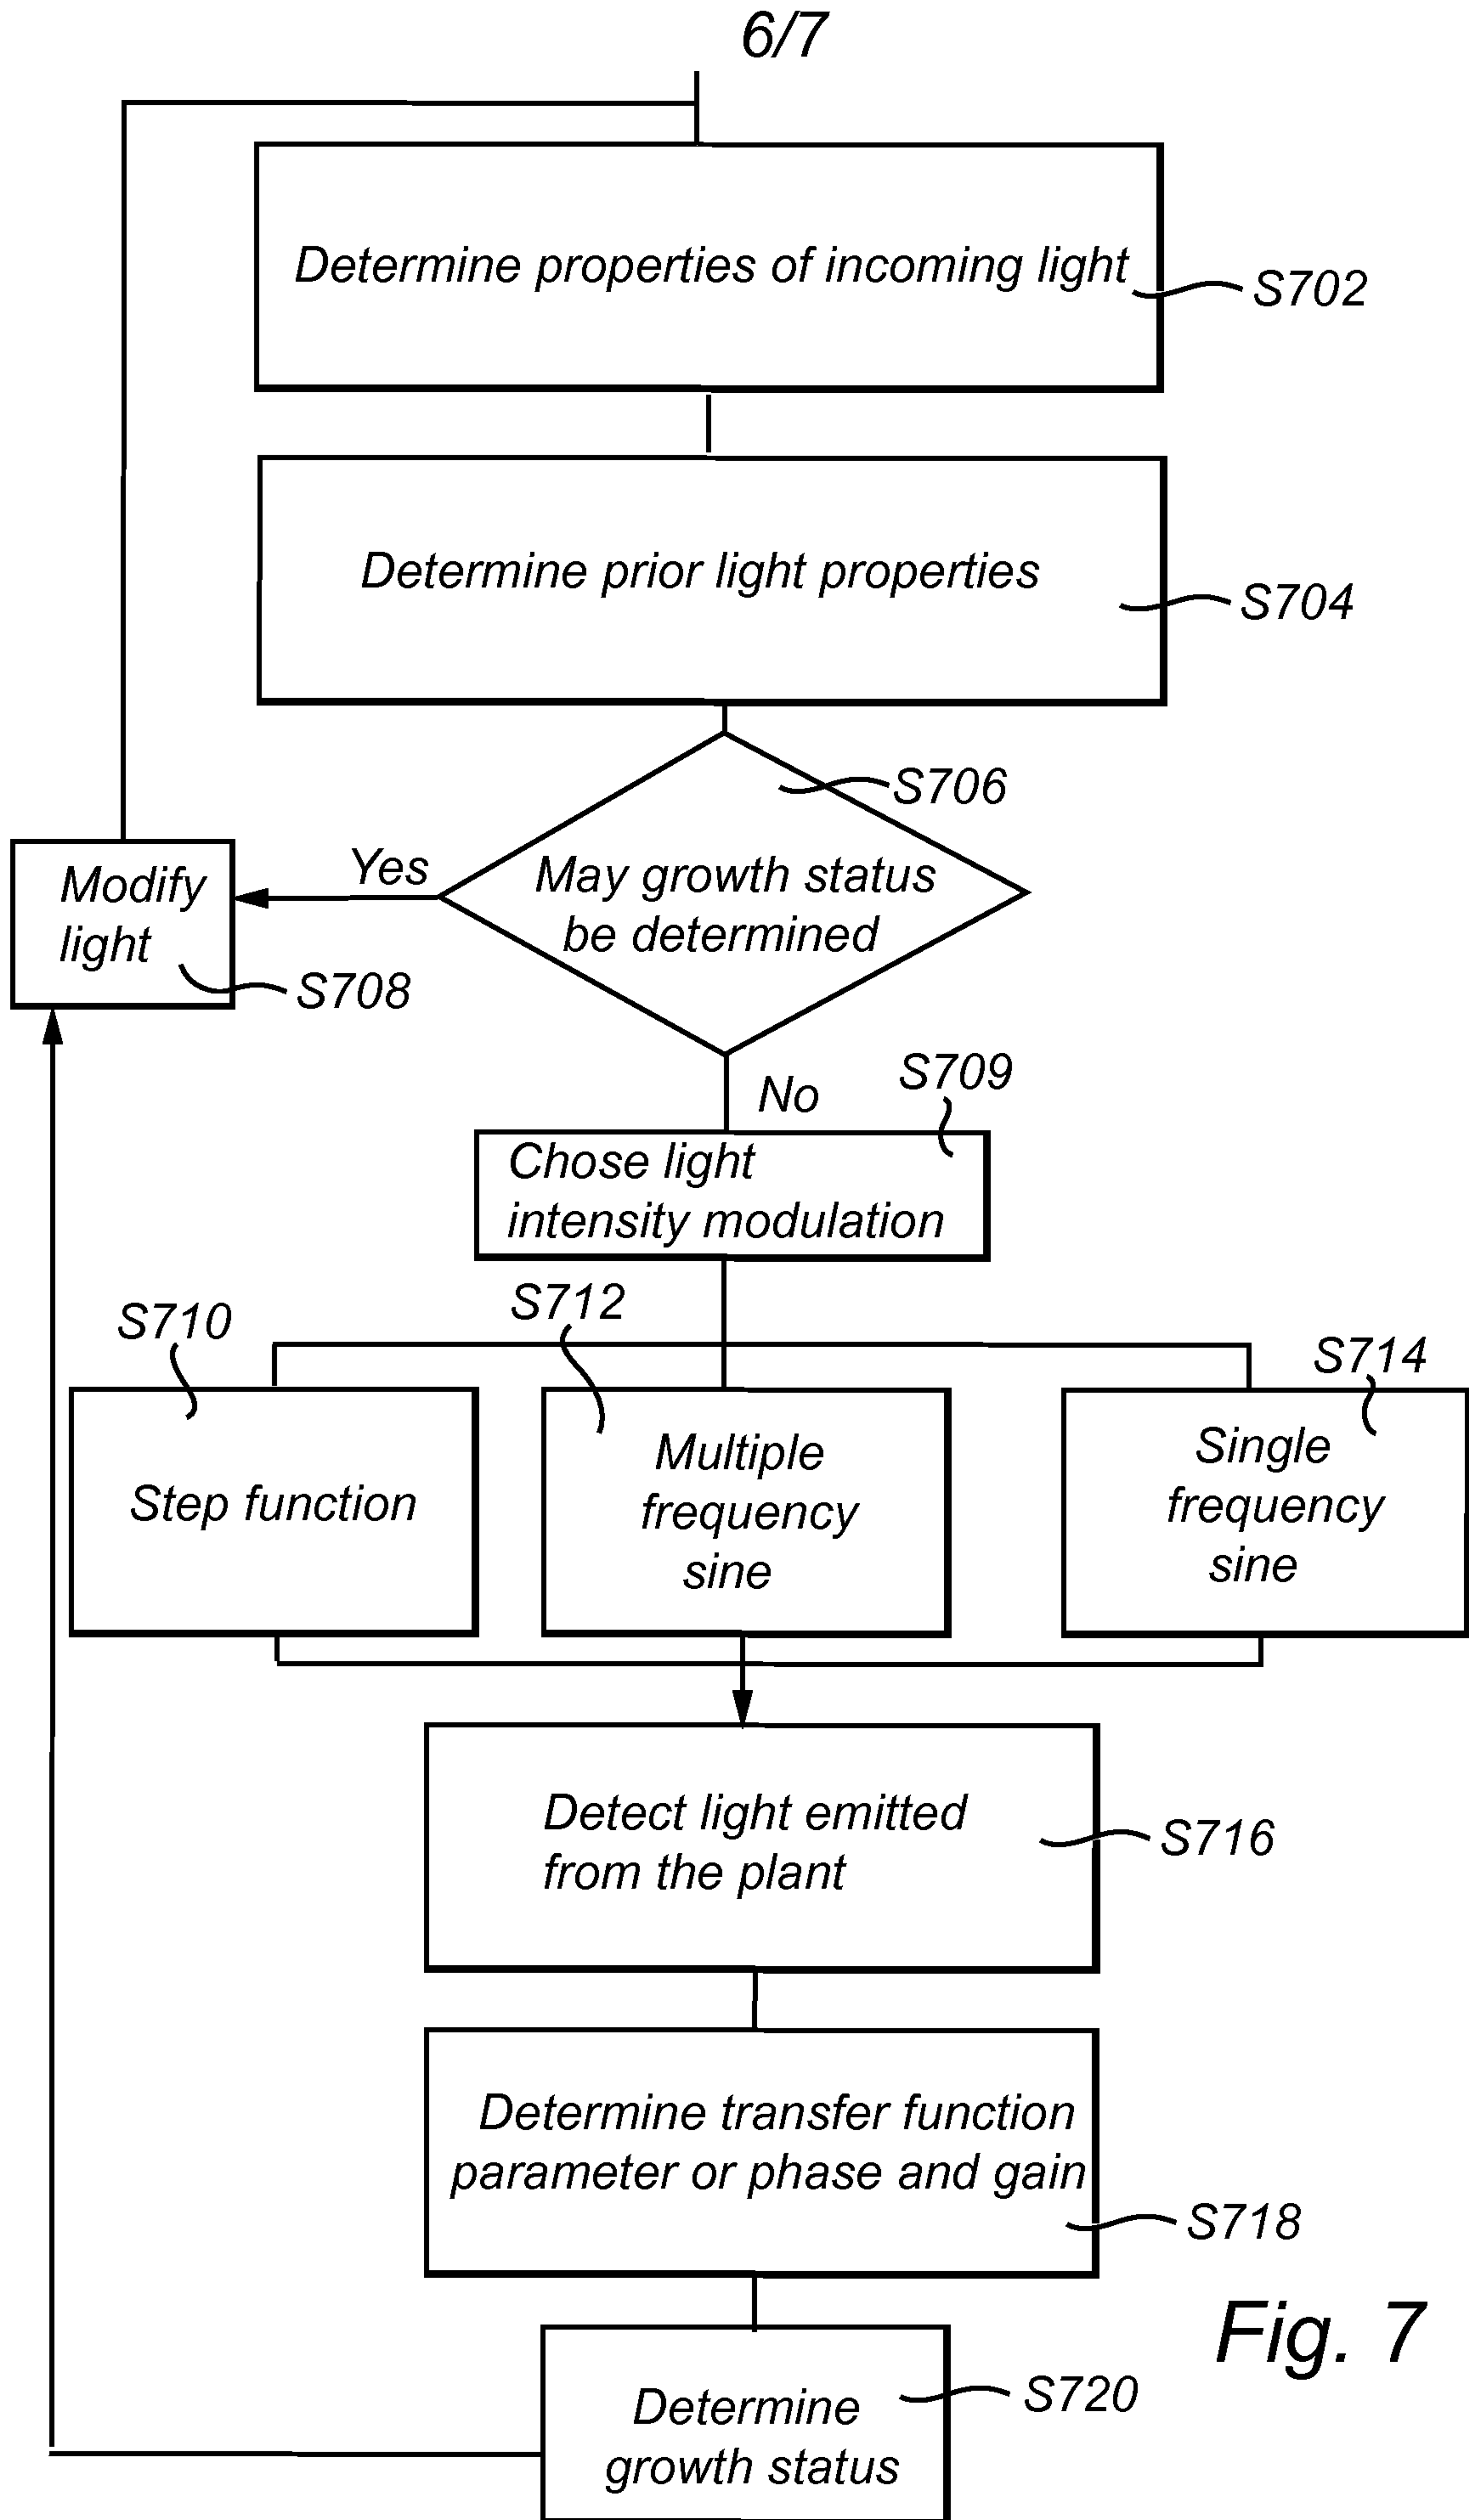 6/7
Determine properties of incoming light
S702
Determine prior light properties
S704
S706
May growth status
be determined
Yes
Modify
light
S708
No
S709
Chose light
intensity modulation
S710
S712
S714
Step function
Multiple
frequency
sine
Single
frequency
sine
Detect light emitted
from the plant
S716
Determine transfer function
parameter or phase and gain
S718
Determine
growth status
S720
Fig. 7